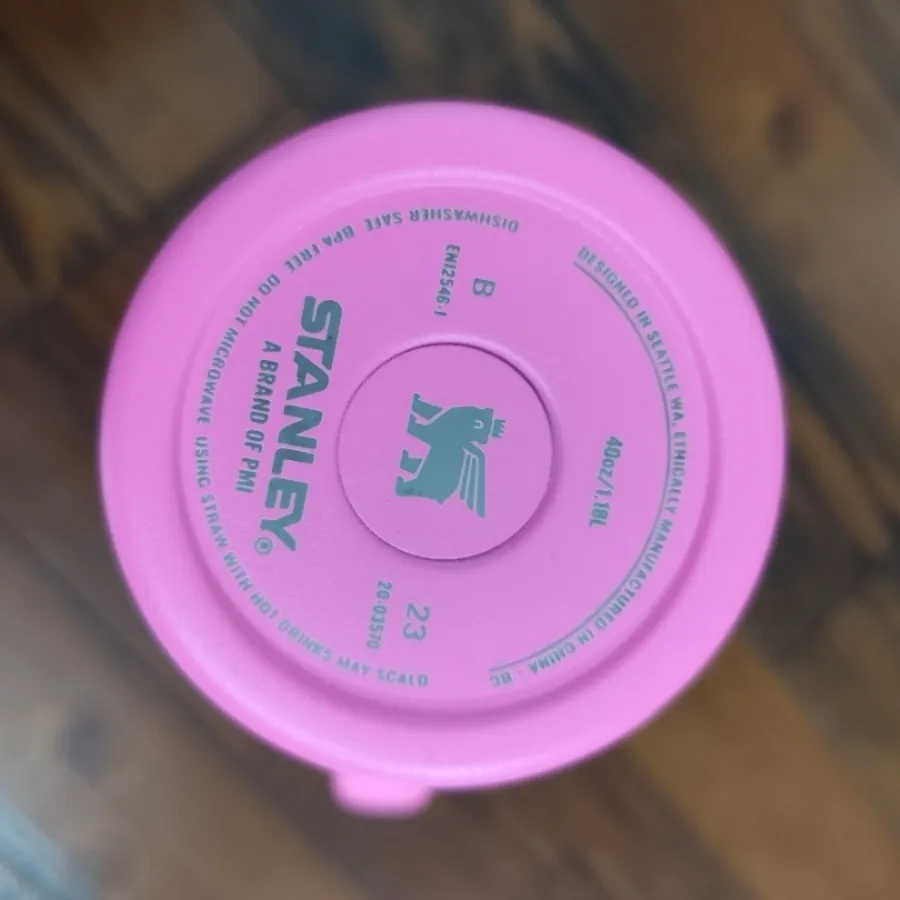 DISHWASHER SAFE BPA FREE DO NOT MICROWAVE USING STRAW WITH HOT DRINKS MAY SCALD
B
EN12546-1
STANLEY®
A BRAND OF PMI
23
20-03570
40oz/1.18L
DESIGNED IN SEATTLE WA, ETHICALLY MANUFACTURED IN CHINA - BC